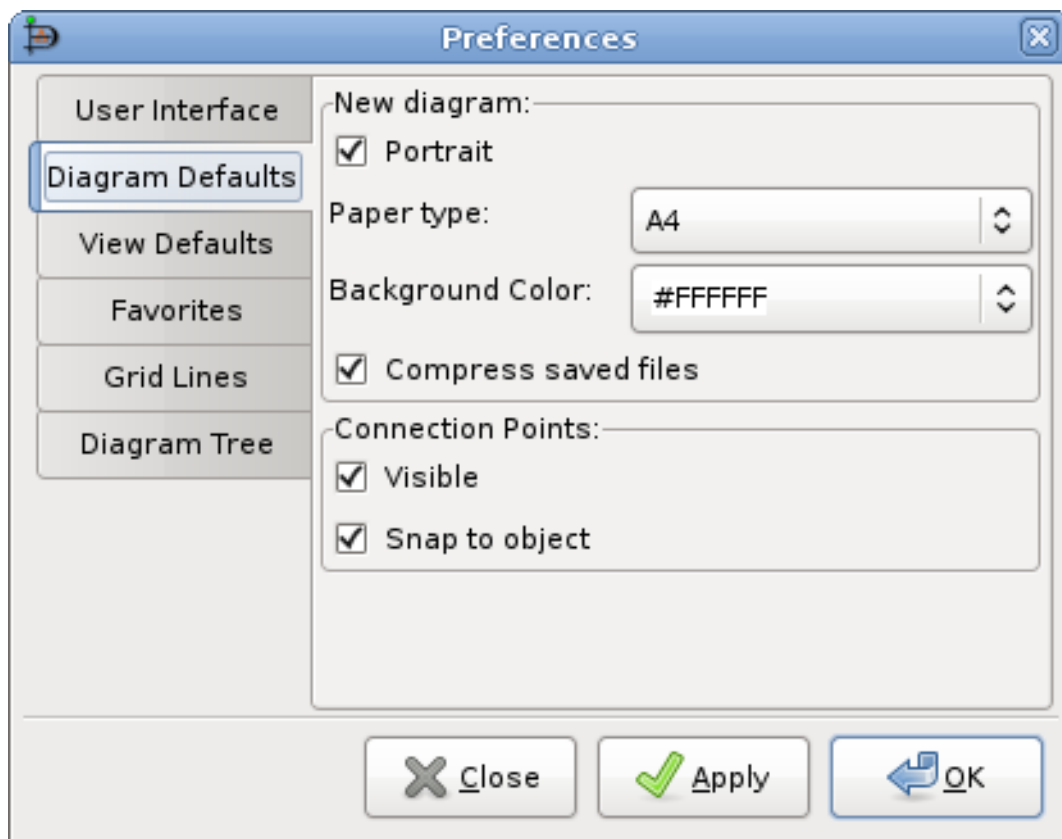 Preferences
User Interface
Diagram Defaults
View Defaults
Favorites
Grid Lines
Diagram Tree
New diagram:
Portrait
Paper type:
A4
Background Color:
#FFFFFF
Compress saved files
Connection Points:
Visible
Snap to object
Close
Apply
OK